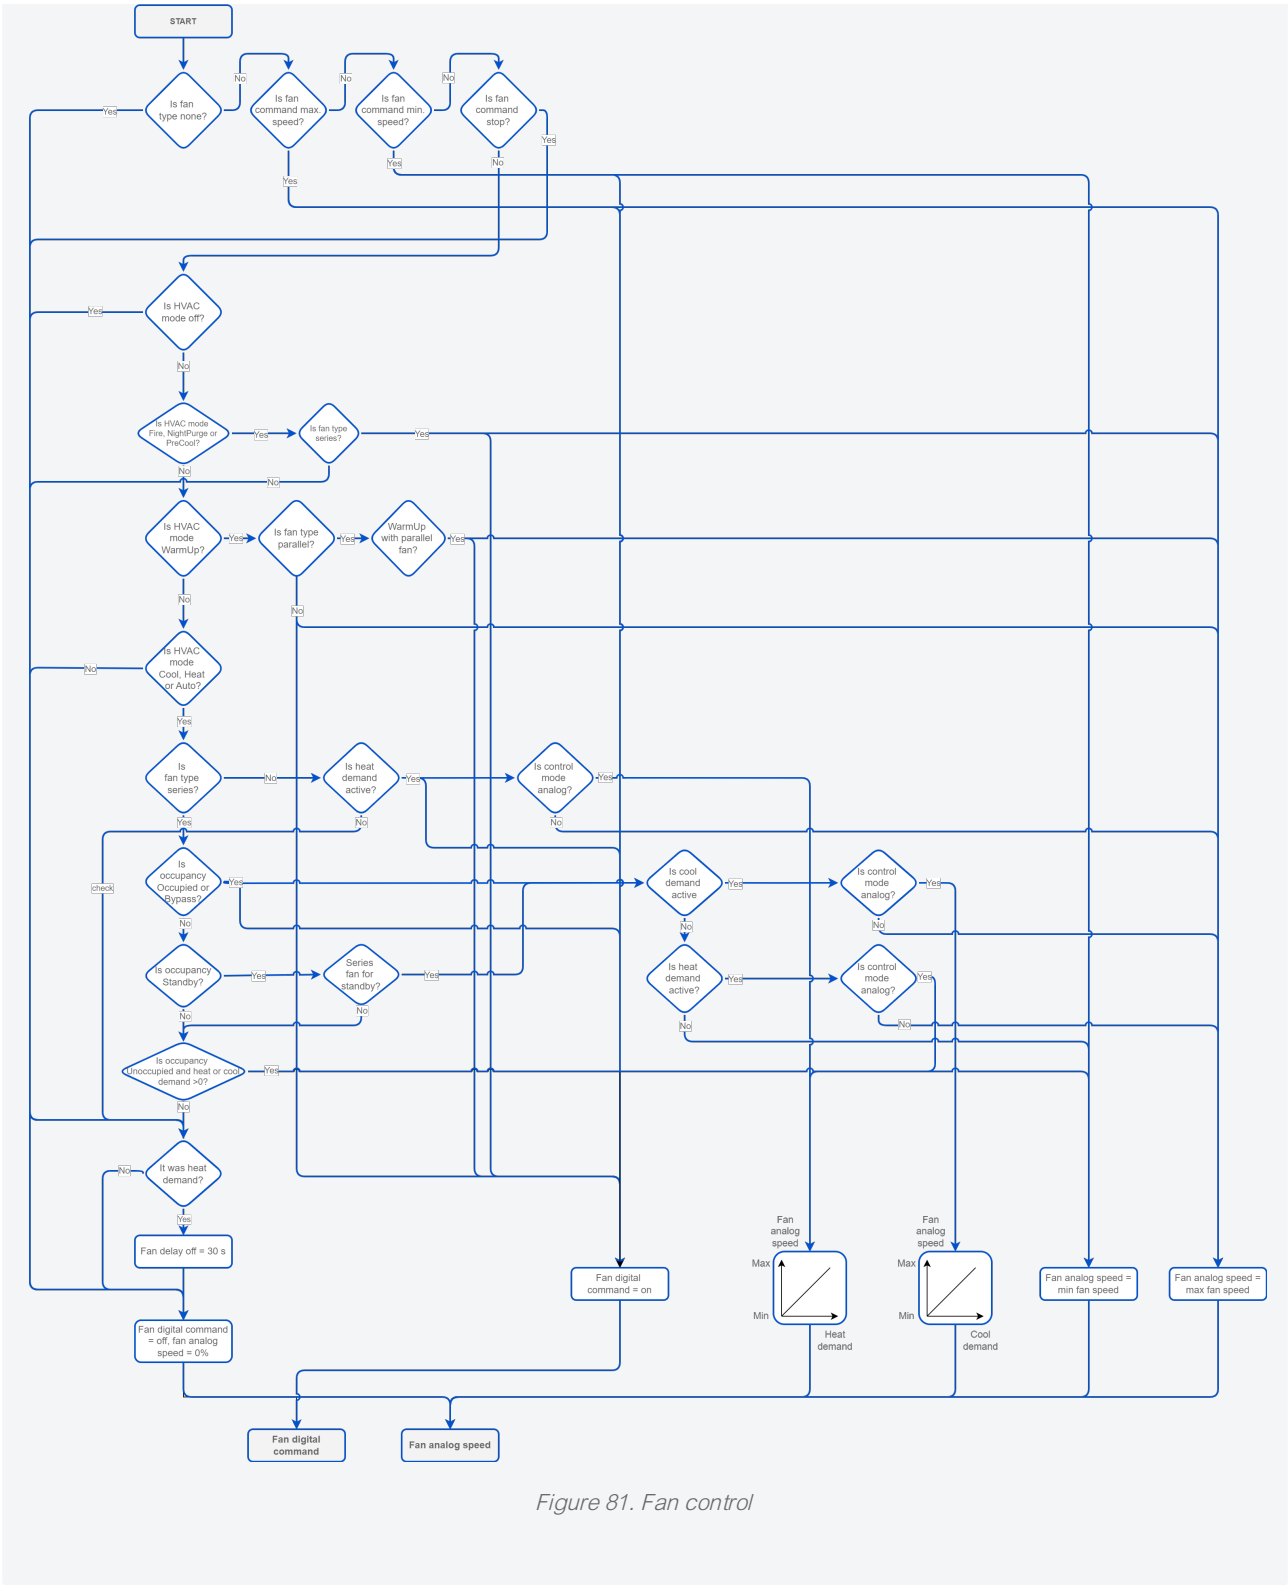 START
Is fan
type none?
Is fan
command max.
speed?
Is fan
command min.
speed?
Is fan
command
stop?
No
No
No
Yes
Yes
Yes
No
Yes
Is HVAC
mode off?
Yes
No
Is HVAC mode
Fire, NightPurge or
PreCool?
Yes
Is fan type
series?
Yes
No
No
Is HVAC
mode
WarmUp?
Yes
Is fan type
parallel?
Yes
WarmUp
with parallel
fan?
Yes
No
No
Is HVAC
mode
Cool, Heat
or Auto?
No
Yes
Is
fan type
series?
No
Is heat
demand
active?
Yes
Is control
mode
analog?
Yes
Yes
No
No
Is
occupancy
Occupied or
Bypass?
Yes
check
Is cool
demand
active
Yes
Is control
mode
analog?
Yes
No
No
No
Is occupancy
Standby?
Yes
Series
fan for
standby?
Yes
Is heat
demand
active?
Yes
Is control
mode
analog?
Yes
No
No
No
No
Is occupancy
Unoccupied and heat or cool
demand >0?
Yes
No
It was heat
demand?
No
Yes
Fan delay off = 30 s
Fan digital command
= off, fan analog
speed = 0%
Fan digital
command = on
Fan
analog
speed
Max
Min
Heat
demand
Fan
analog
speed
Max
Min
Cool
demand
Fan analog speed =
min fan speed
Fan analog speed =
max fan speed
Fan digital
command
Fan analog speed
Figure 81. Fan control